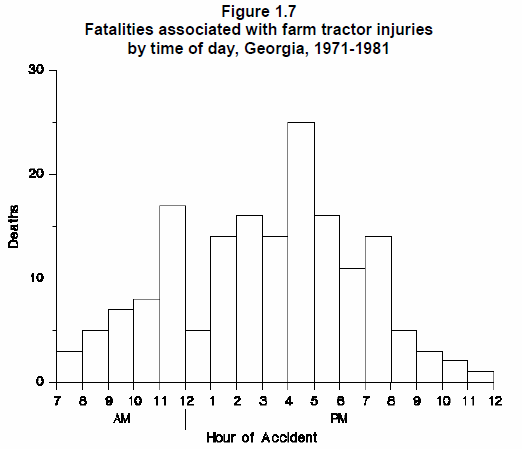 Figure 1.7
Fatalities associated with farm tractor injuries
by time of day, Georgia, 1971-1981
30
20
10
0
Deaths
7 8 9 10 11 12 1 2 3 4 5 6 7 8 9 10 11 12
AM PM
Hour of Accident